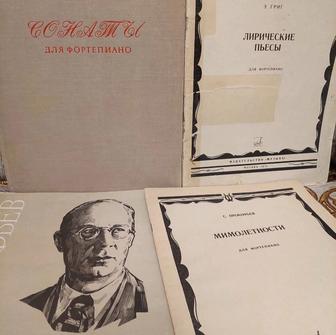 СОНАТЫ
ДЛЯ ФОРТЕПИАНО
Э. ГРИГ
ЛИРИЧЕСКИЕ
ПЬЕСЫ
ДЛЯ ФОРТЕПИАНО
ИЗДАТЕЛЬСТВО «МУЗЫКА»
С. ПРОКОФЬЕВ
МИМОЛЕТНОСТИ
ДЛЯ ФОРТЕПИАНО
ФЬЕВ